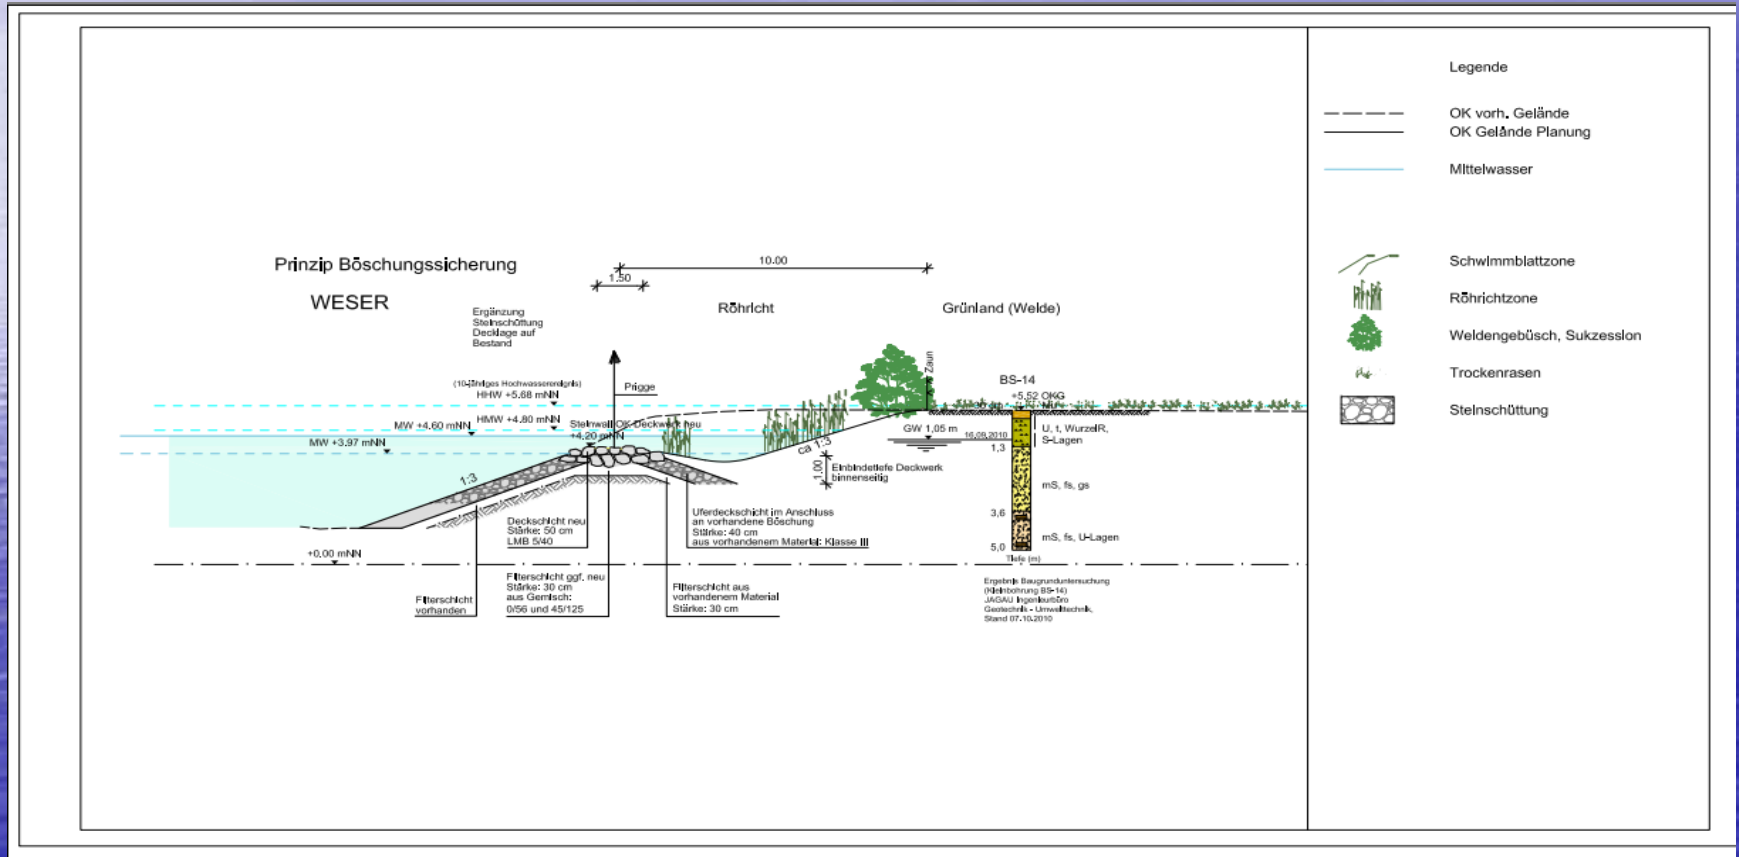 Legende
OK vorh. Gelände
OK Gelände Planung
Mittelwasser
Schwimmblattzone
Röhrichtzone
Weidengebüsch, Sukzession
Trockenrasen
Steinschüttung
Prinzip Böschungssicherung
WESER
10.00
1.50
Röhricht
Grünland (Weide)
Ergänzung
Steinschüttung
Decklage auf
Bestand
Prigge
Zaun
BS-14
+5.52 OKG
(10-jähriges Hochwasserereignis)
HHW +5.68 mNN
HMW +4.80 mNN
MW +4.60 mNN
MW +3.97 mNN
Steinwall OK-Deckwerk neu
+4.20 mNN
GW 1,05 m
16.09.2010
U, t, WurzelR,
S-Lagen
1,3
mS, fs, gs
3,6
mS, fs, U-Lagen
5,0
Tiefe (m)
1:3
ca 1:3
1.00
Einbindetiefe Deckwerk
binnenseitig
Deckschicht neu
Stärke: 50 cm
LMB 5/40
Uferdeckschicht im Anschluss
an vorhandene Böschung
Stärke: 40 cm
aus vorhandenem Material: Klasse III
+0,00 mNN
Filterschicht
vorhanden
Filterschicht ggf. neu
Stärke: 30 cm
aus Gemisch:
0/56 und 45/125
Filterschicht aus
vorhandenem Material
Stärke: 30 cm
Ergebnis Baugrunduntersuchung
(Kleinbohrung BS-14)
JAGAU Ingenieurbüro
Geotechnik - Umwelttechnik,
Stand 07.10.2010